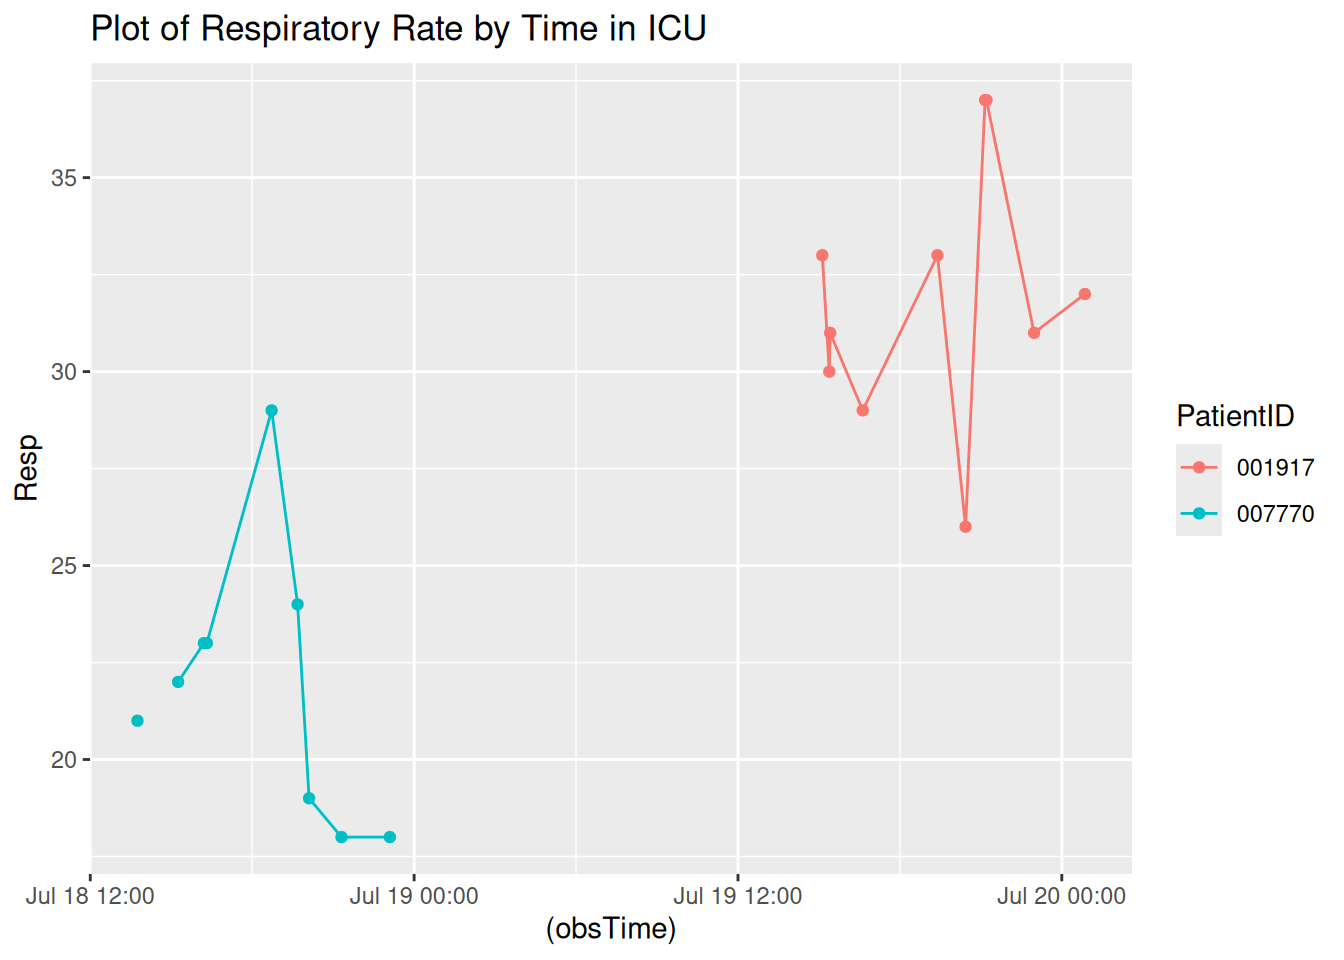 Plot of Respiratory Rate by Time in ICU
35
30
25
20
Resp
Jul 18 12:00
Jul 19 00:00
Jul 19 12:00
Jul 20 00:00
(obsTime)
PatientID
001917
007770